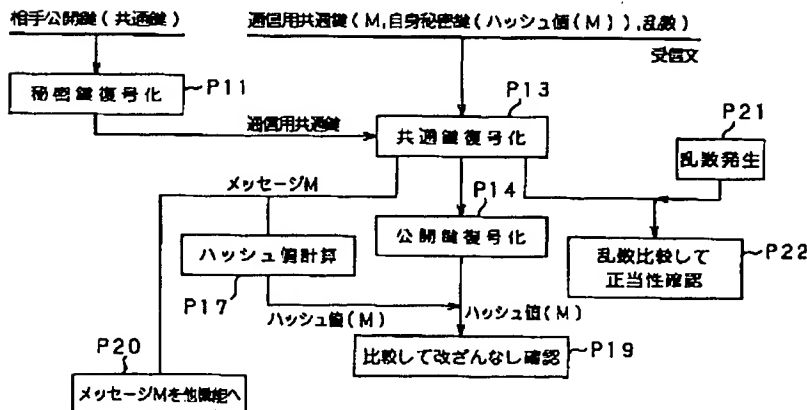 相手公開鍵(共通鍵)
通信用共通鍵(M,自身秘密鍵(ハッシュ値(M)),乱数)
受信文
秘密鍵復号化
P11
通信用共通鍵
P13
共通鍵復号化
P21
乱数発生
メッセージM
P14
公開鍵復号化
ハッシュ値計算
P17
乱数比較して
正当性確認
P22
ハッシュ値(M)
ハッシュ値(M)
P20
メッセージMを他機能へ
比較して改ざんなし確認
P19